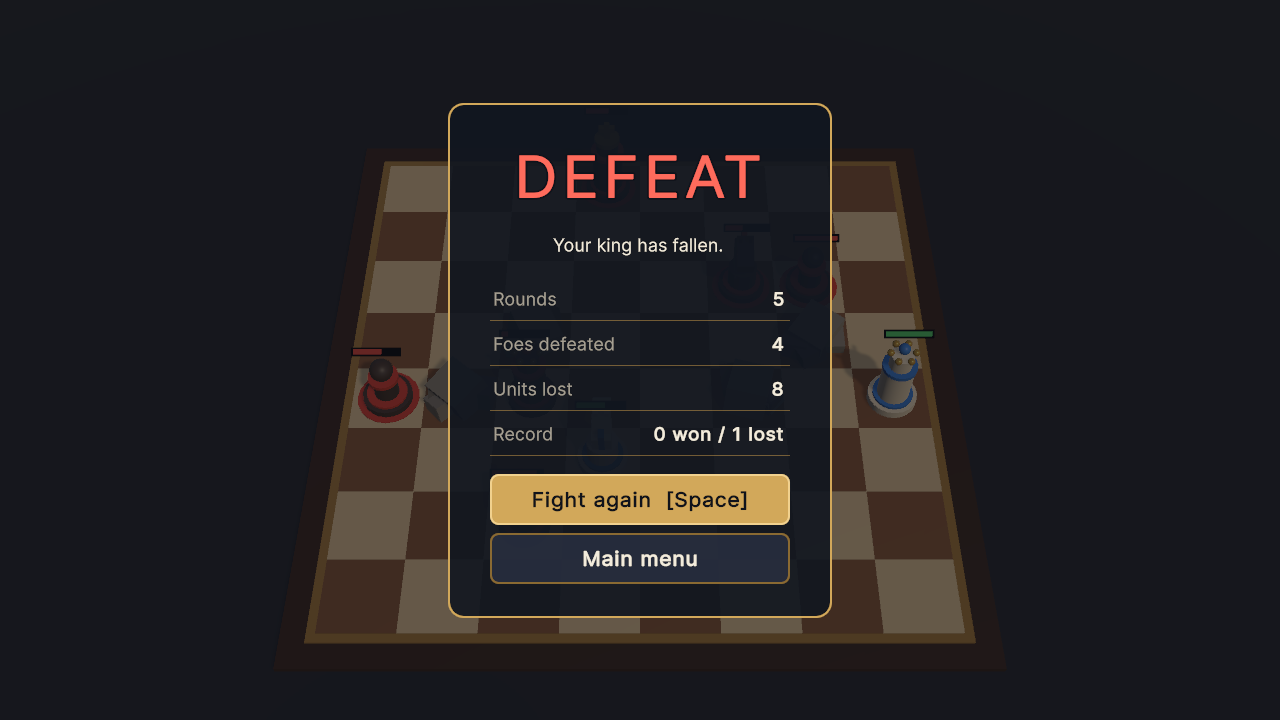 DEFEAT
Your king has fallen.
Rounds 5
Foes defeated 4
Units lost 8
Record 0 won / 1 lost
Fight again [Space]
Main menu